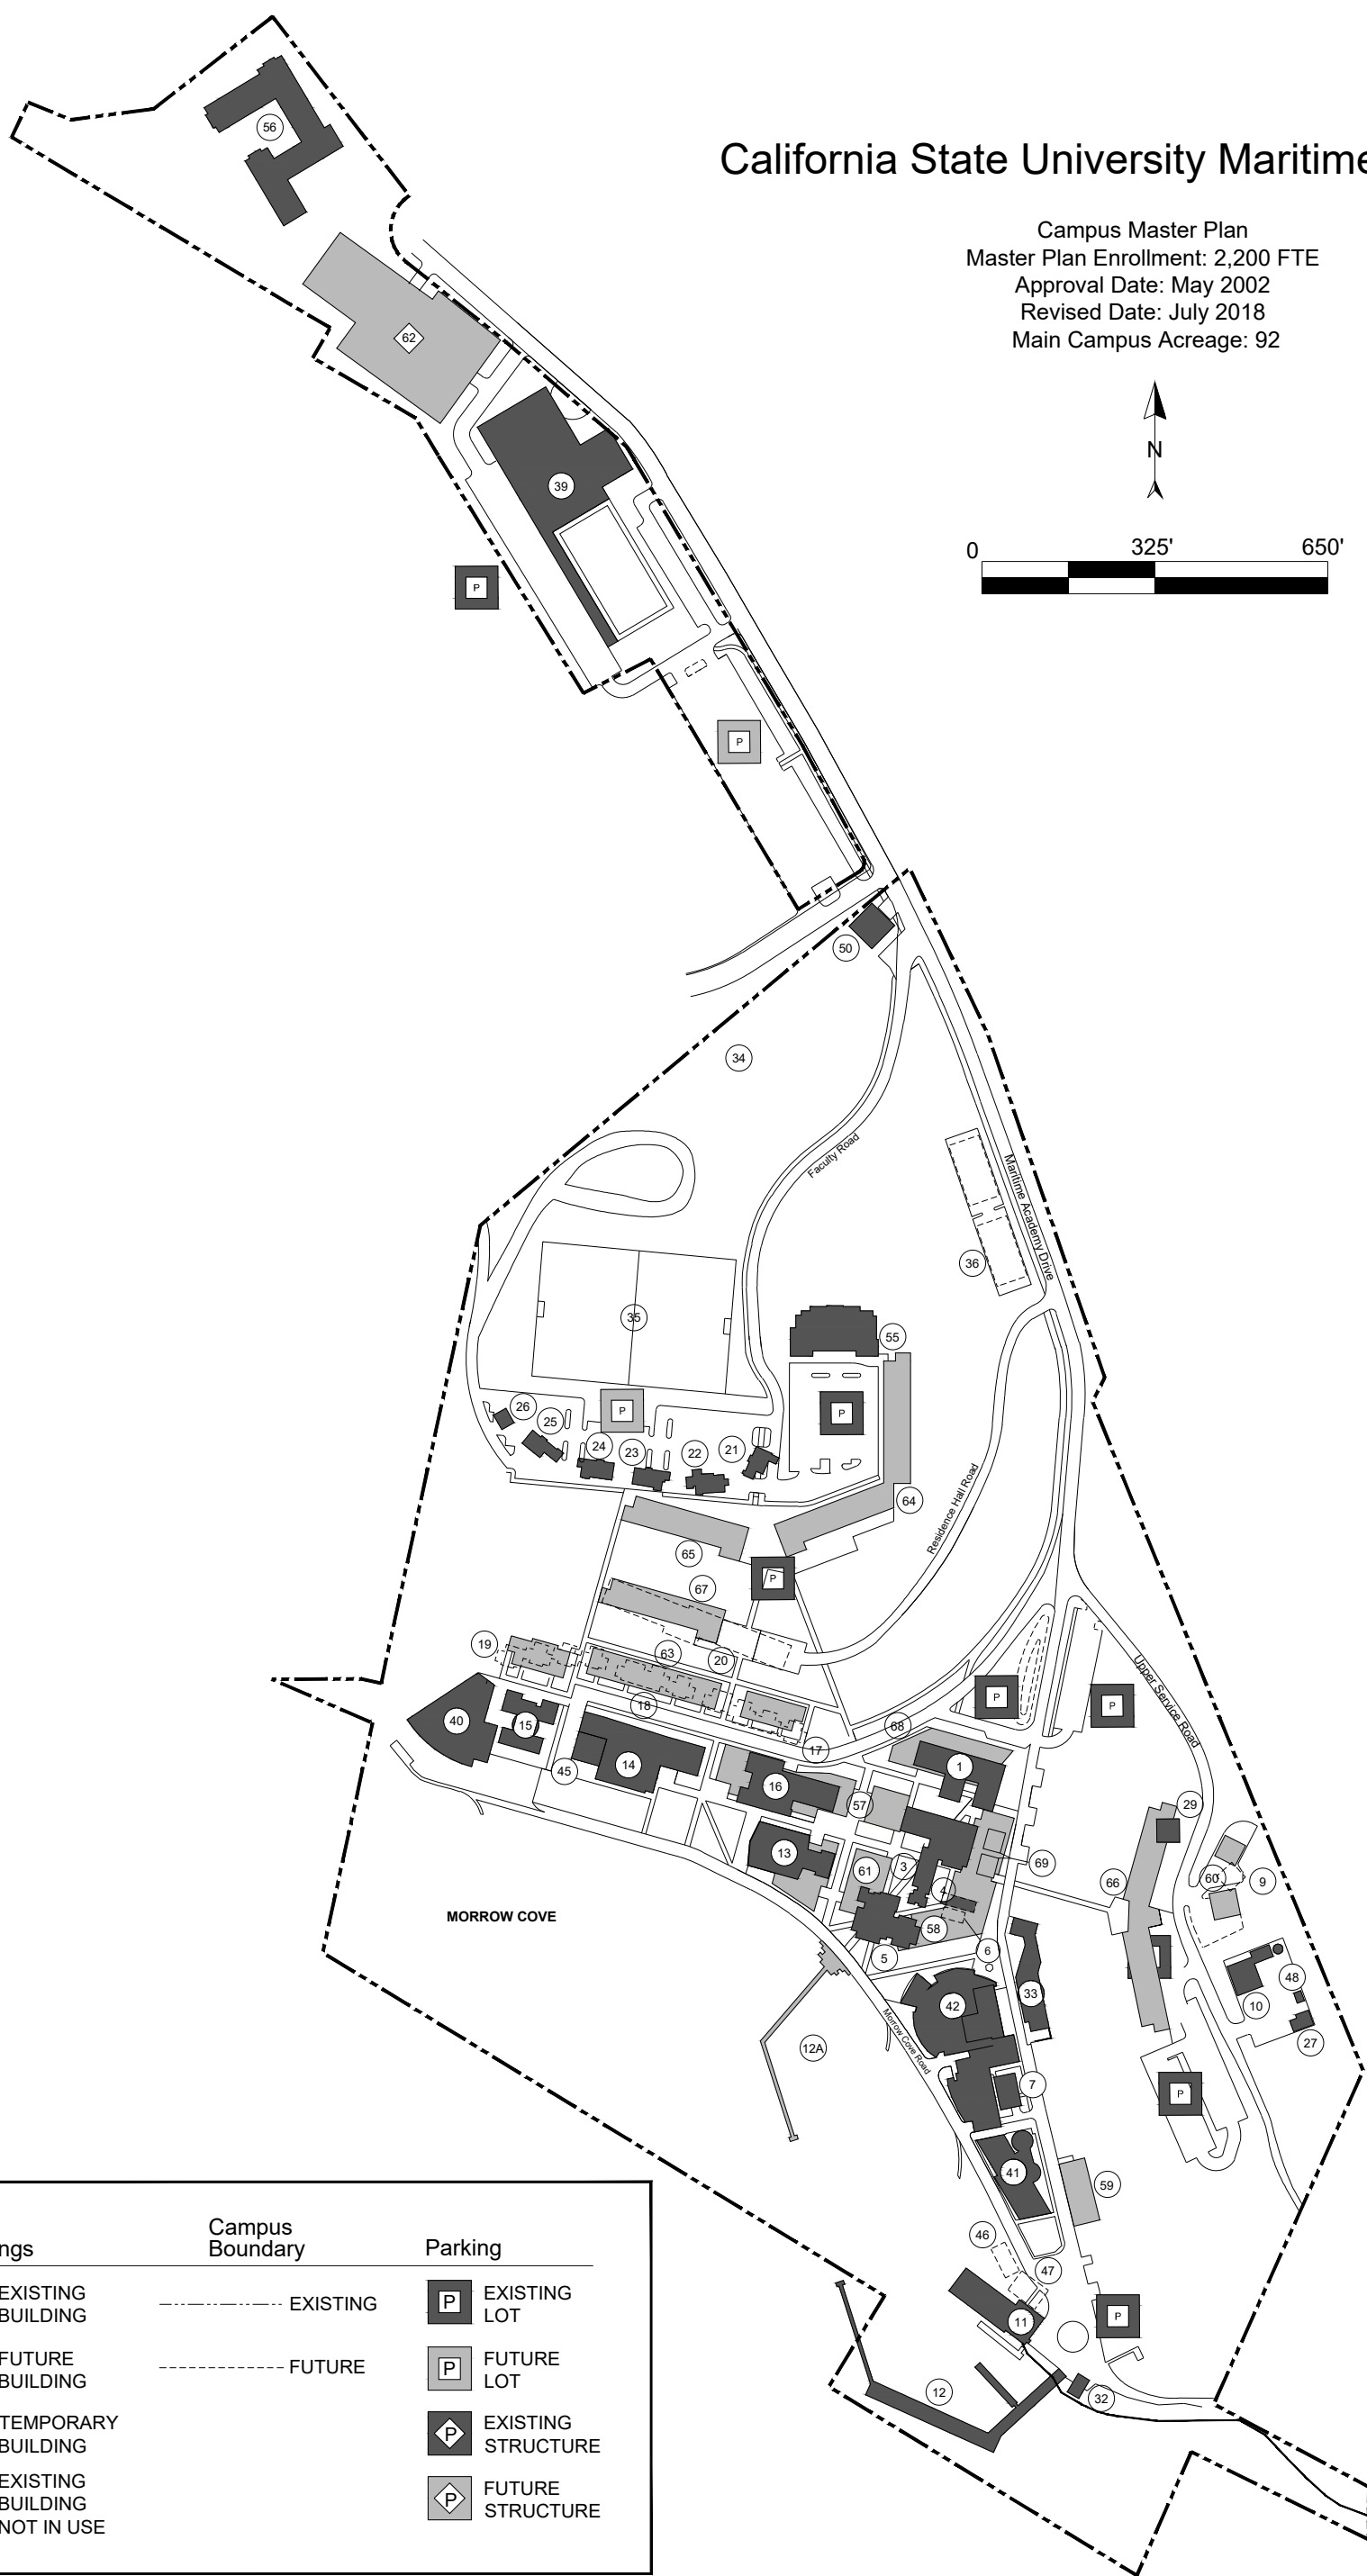 California State University Maritime
Campus Master Plan
Master Plan Enrollment: 2,200 FTE
Approval Date: May 2002
Revised Date: July 2018
Main Campus Acreage: 92
N
0 325' 650'
56
62
39
P
P
50
34
Faculty Road
Maritime Academy Drive
36
35
55
P
P
26
25
24
23
22
21
64
Residence Hall Road
65
P
67
19
63
20
18
17
68
P
P
Upper Service Road
40
15
45
14
16
57
1
29
13
61
3
4
69
66
60
9
58
6
5
MORROW COVE
42
33
48
10
27
12A
Morrow Cove Road
7
P
41
59
46
47
11
P
12
32
ngs
Campus
Boundary
Parking
EXISTING
BUILDING
EXISTING
P
EXISTING
LOT
FUTURE
BUILDING
FUTURE
P
FUTURE
LOT
TEMPORARY
BUILDING
P
EXISTING
STRUCTURE
EXISTING
BUILDING
NOT IN USE
P
FUTURE
STRUCTURE